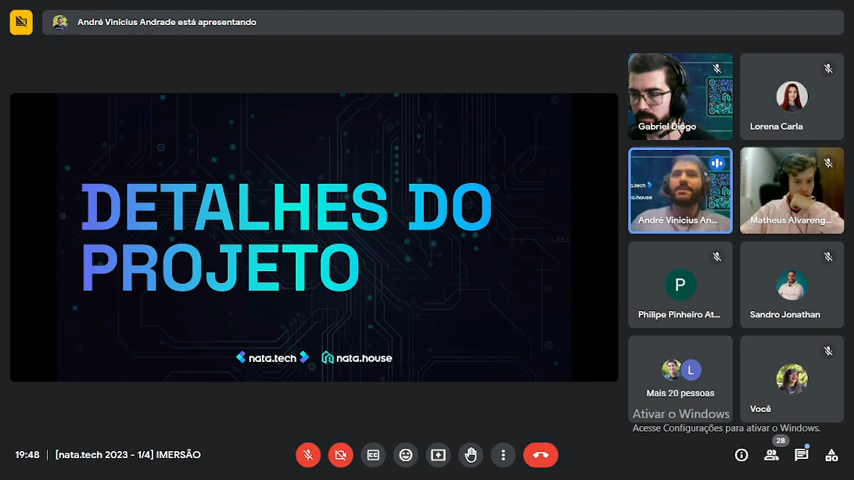 André Vinicius Andrade está apresentando
DETALHES DO
PROJETO
nata.tech
nata.house
Gabriel Diogo
Lorena Carla
André Vinicius An...
Matheus Alvareng...
P
Philipe Pinheiro At...
Sandro Jonathan
L
Mais 20 pessoas
Você
Ativar o Windows
Acesse Configurações para ativar o Windows.
19:48
[nata.tech 2023 - 1/4] IMERSÃO
28